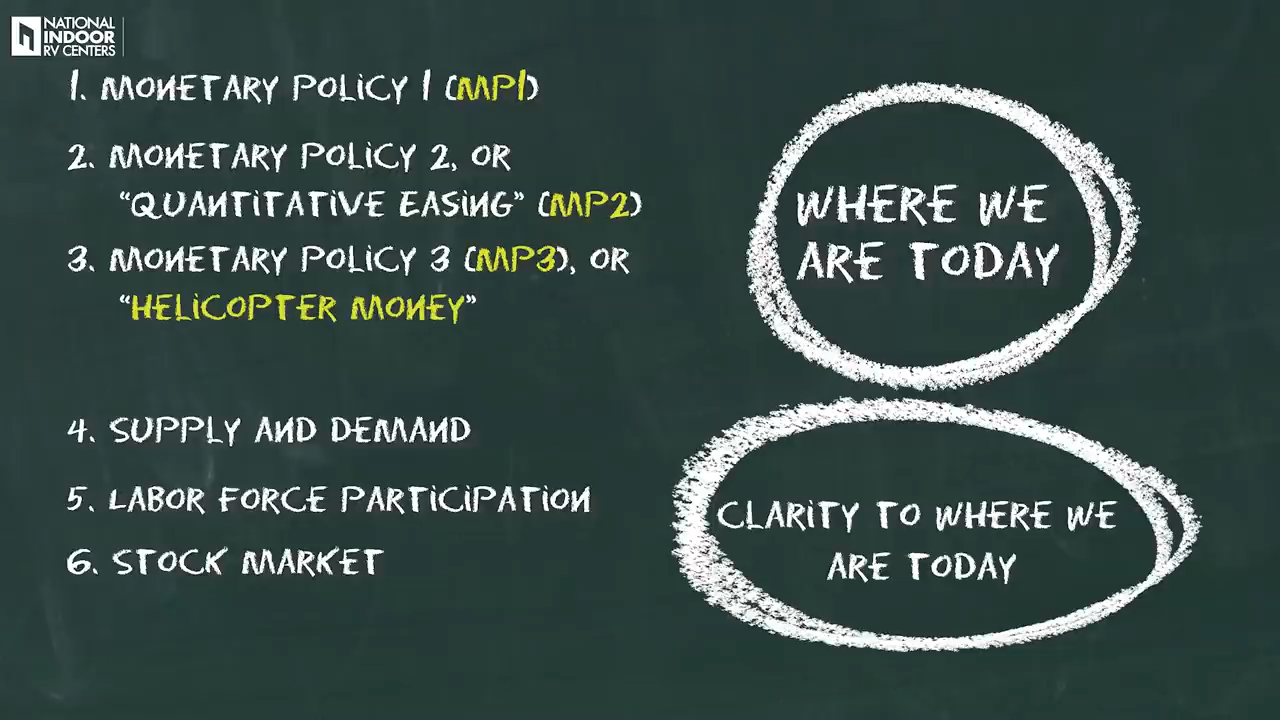 NATIONAL
INDOOR
RV CENTERS
1. MONETARY POLICY 1 (MP1)
2. MONETARY POLICY 2, OR
"QUANTITATIVE EASING" (MP2)
3. MONETARY POLICY 3 (MP3), OR
"HELICOPTER MONEY"
4. SUPPLY AND DEMAND
5. LABOR FORCE PARTICIPATION
6. STOCK MARKET
WHERE WE
ARE TODAY
CLARITY TO WHERE WE
ARE TODAY